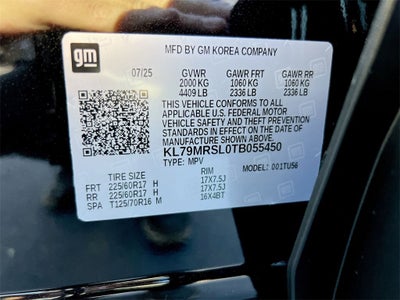 gm
MFD BY GM KOREA COMPANY
07/25 GVWR GAWR FRT GAWR RR
2000 KG 1060 KG 1060 KG
4409 LB 2336 LB 2336 LB
THIS VEHICLE CONFORMS TO ALL
APPLICABLE U.S. FEDERAL MOTOR
VEHICLE SAFETY AND THEFT PREVENTION
STANDARDS IN EFFECT ON THE DATE OF
MANUFACTURE SHOWN ABOVE.
KL79MRSL0TB055450
TYPE: MPV MODEL: 001TU56
TIRE SIZE RIM
FRT 225/60R17 H 17X7.5J
RR 225/60R17 H 17X7.5J
SPA T125/70R16 M 16X4BT